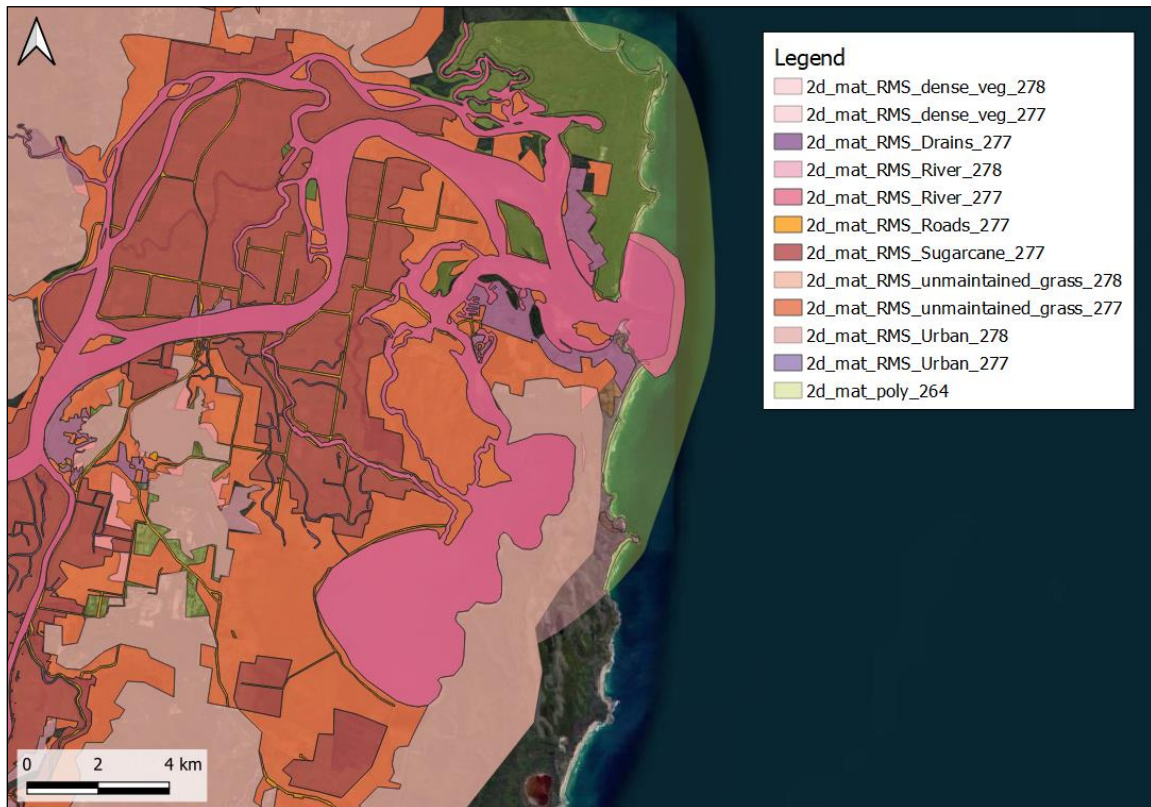 Legend
2d_mat_RMS_dense_veg_278
2d_mat_RMS_dense_veg_277
2d_mat_RMS_Drains_277
2d_mat_RMS_River_278
2d_mat_RMS_River_277
2d_mat_RMS_Roads_277
2d_mat_RMS_Sugarcane_277
2d_mat_RMS_unmaintained_grass_278
2d_mat_RMS_unmaintained_grass_277
2d_mat_RMS_Urban_278
2d_mat_RMS_Urban_277
2d_mat_poly_264
0 2 4 km